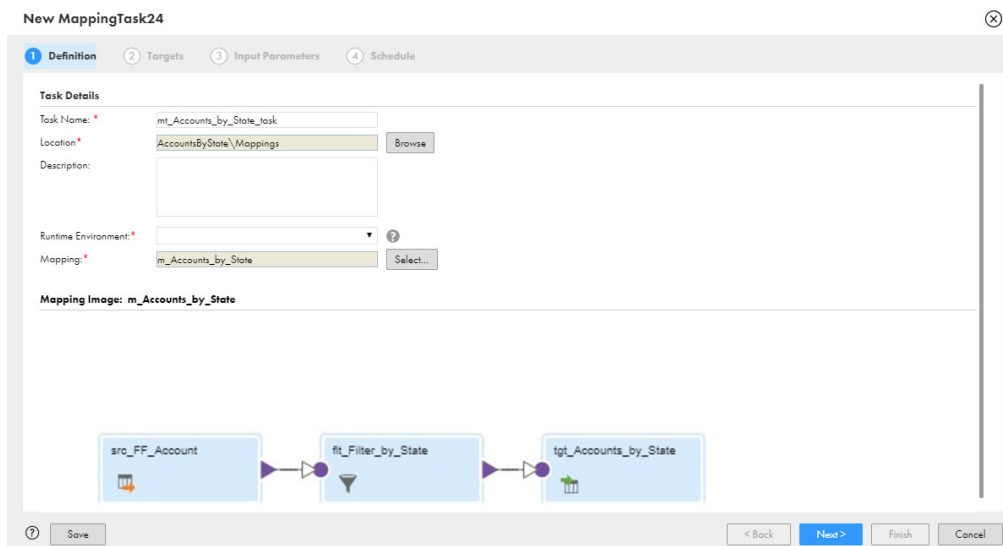 New MappingTask24
1 Definition 2 Targets 3 Input Parameters 4 Schedule
Task Details
Task Name: * mt_Accounts_by_State_task
Location* AccountsByState\Mappings Browse
Description:
Runtime Environment:* ?
Mapping:* m_Accounts_by_State Select...
Mapping Image: m_Accounts_by_State
src_FF_Account flt_Filter_by_State tgt_Accounts_by_State
? Save < Back Next > Finish Cancel